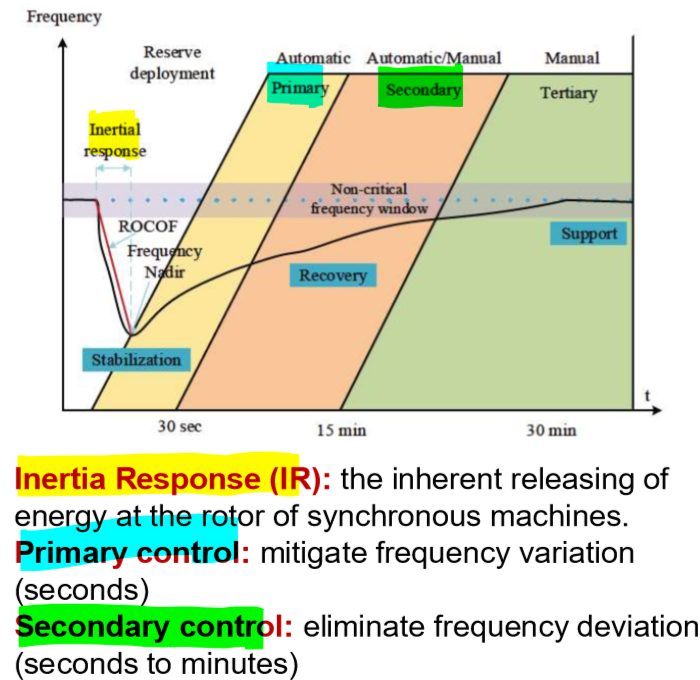 Frequency
Reserve
deployment
Automatic
Automatic/Manual
Manual
Primary
Secondary
Tertiary
Inertial
response
Non-critical
frequency window
ROCOF
Frequency
Nadir
Support
Recovery
Stabilization
t
30 sec
15 min
30 min
Inertia Response (IR): the inherent releasing of
energy at the rotor of synchronous machines.
Primary control: mitigate frequency variation
(seconds)
Secondary control: eliminate frequency deviation
(seconds to minutes)